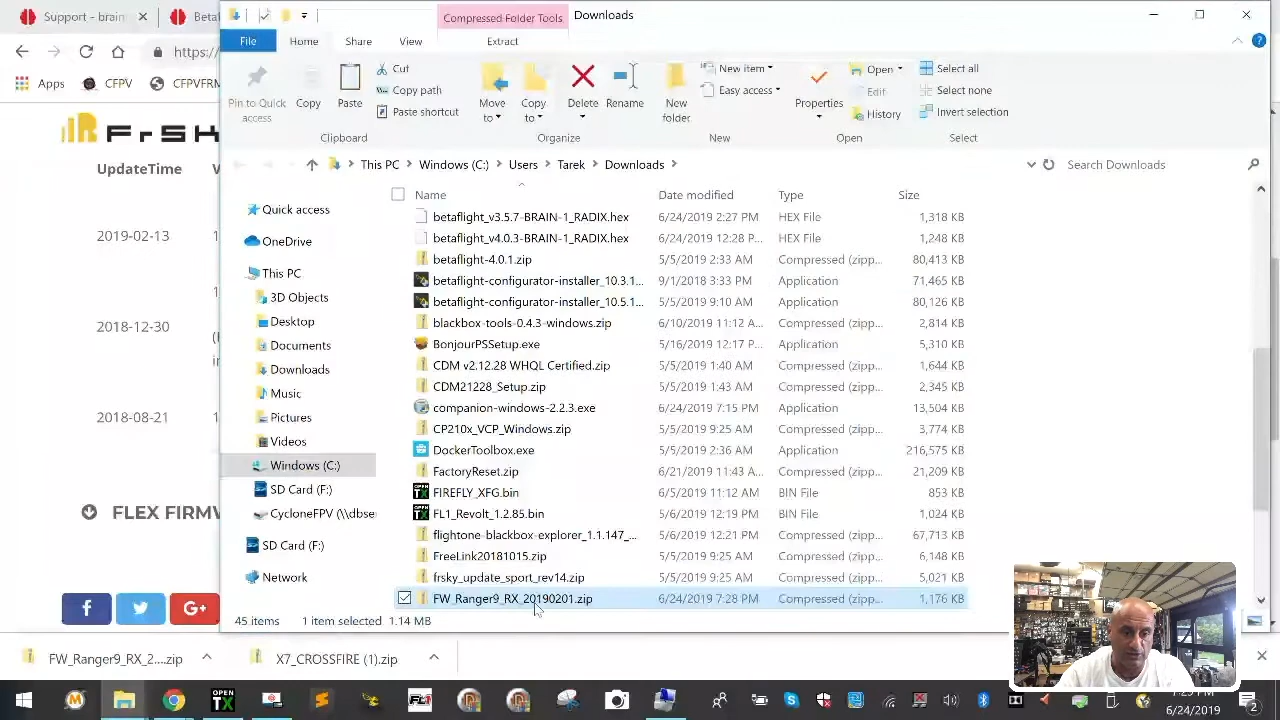 Support - brain
Beta
Compressed Folder Tools
Downloads
File
Home
Share
View
Extract
https:/
Apps
CFPV
CFPVFRM
Pin to Quick access
Copy
Paste
Cut
Copy path
Paste shortcut
Move to
Copy to
Delete
Rename
New folder
New item
Easy access
Properties
Open
Edit
History
Select all
Select none
Invert selection
Clipboard
Organize
New
Open
Select
This PC > Windows (C:) > Users > Tarek > Downloads >
Search Downloads
FrSK
UpdateTime
V
2019-02-13
2018-12-30
2018-08-21
FLEX FIRMW
Quick access
OneDrive
This PC
3D Objects
Desktop
Documents
Downloads
Music
Pictures
Videos
Windows (C:)
SD Card (F:)
CycloneFPV (\\dbse
SD Card (F:)
Network
Name Date modified Type Size
betaflight_v3.5.7-BRAIN-1_RADIX.hex 6/24/2019 2:27 PM HEX File 1,318 KB
betaflight_v4.0.3-BRAIN-1_RADIX.hex 6/24/2019 12:28 P... HEX File 1,248 KB
betaflight-4.0.1.zip 5/5/2019 2:33 AM Compressed (zipp... 80,413 KB
betaflight-configurator-installer_10.3.1... 9/1/2018 3:33 PM Application 71,465 KB
betaflight-configurator-installer_10.5.1... 5/5/2019 9:10 AM Application 80,126 KB
blackbox-tools-0.4.3-windows.zip 6/10/2019 11:12 A... Compressed (zipp... 2,814 KB
BonjourPSSetup.exe 5/16/2019 12:17 P... Application 5,310 KB
CDM v2.12.28 WHQL Certified.zip 5/5/2019 1:40 AM Compressed (zipp... 1,644 KB
CDM21228_Setup.zip 5/5/2019 1:43 AM Compressed (zipp... 2,345 KB
companion-windows-2.2.3.exe 6/24/2019 7:15 PM Application 13,504 KB
CP210x_VCP_Windows.zip 5/5/2019 9:25 AM Compressed (zipp... 3,774 KB
DockerToolbox.exe 5/5/2019 2:36 AM Application 216,575 KB
FactoryReset.zip 6/21/2019 11:43 A... Compressed (zipp... 21,209 KB
FIREFLY_XFG.bin 6/5/2019 11:12 AM BIN File 853 KB
FL1_Revolt_1.2.85.bin 5/6/2019 12:19 PM BIN File 1,024 KB
flightone-blackbox-explorer_1.1.147_... 5/6/2019 12:21 PM Compressed (zipp... 67,713 KB
FreeLink20181015.zip 5/5/2019 9:25 AM Compressed (zipp... 6,148 KB
frsky_update_sport_rev14.zip 5/5/2019 9:25 AM Compressed (zipp... 5,021 KB
FW_Ranger9_RX_20190201.zip 6/24/2019 7:28 PM Compressed (zipp... 1,176 KB
45 items 1 item selected 1.14 MB
FW_Ranger9_RX_2....zip
X7_CROSSFIRE (1).zip
OPEN TX
6/24/2019
2